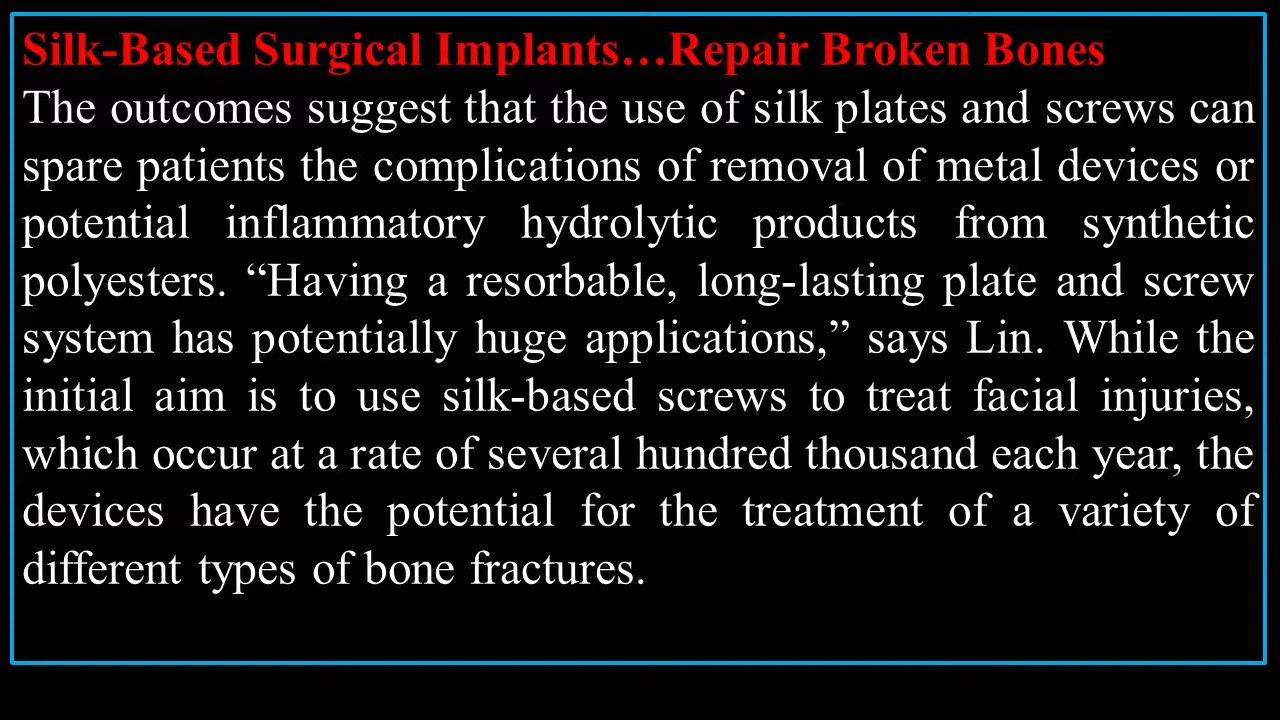 Silk-Based Surgical Implants…Repair Broken Bones
The outcomes suggest that the use of silk plates and screws can
spare patients the complications of removal of metal devices or
potential inflammatory hydrolytic products from synthetic
polyesters. “Having a resorbable, long-lasting plate and screw
system has potentially huge applications,” says Lin. While the
initial aim is to use silk-based screws to treat facial injuries,
which occur at a rate of several hundred thousand each year, the
devices have the potential for the treatment of a variety of
different types of bone fractures.